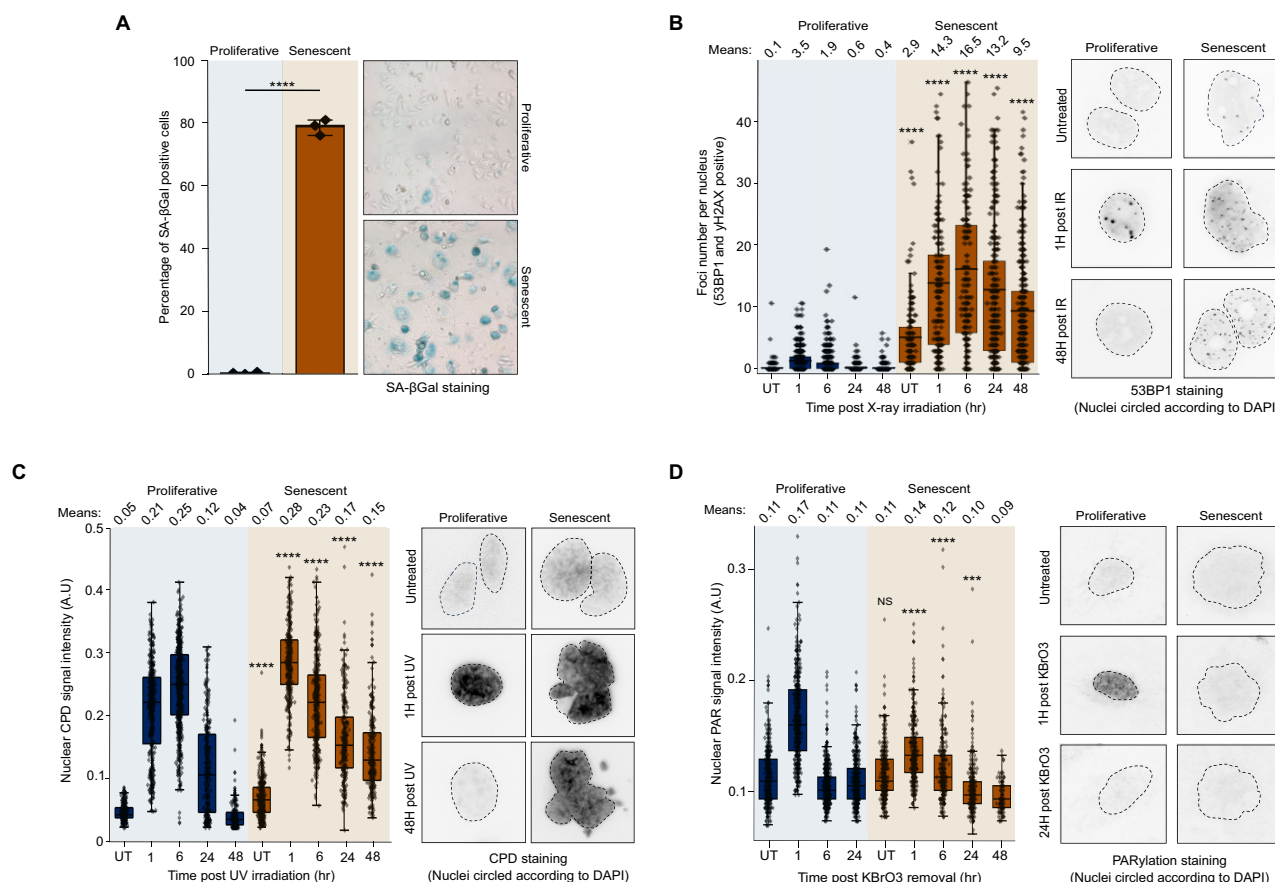 A
Proliferative Senescent
****
Percentage of SA-βGal positive cells
100
80
60
40
20
0
Proliferative
Senescent
SA-βGal staining
B
Proliferative Senescent
Means: 0.1 3.5 1.9 0.6 0.4 2.9 14.3 16.5 13.2 9.5
**** **** **** **** ****
Foci number per nucleus
(53BP1 and yH2AX positive)
40
30
20
10
0
UT 1 6 24 48 UT 1 6 24 48
Time post X-ray irradiation (hr)
Proliferative Senescent
Untreated
1H post IR
48H post IR
53BP1 staining
(Nuclei circled according to DAPI
C
Proliferative Senescent
Means: 0.05 0.21 0.25 0.12 0.04 0.07 0.28 0.23 0.17 0.15
**** **** **** **** ****
Nuclear CPD signal intensity (A.U)
0.5
0.4
0.3
0.2
0.1
0
UT 1 6 24 48 UT 1 6 24 48
Time post UV irradiation (hr)
Proliferative Senescent
Untreated
1H post UV
48H post UV
CPD staining
(Nuclei circled according to DAPI)
D
Proliferative Senescent
Means: 0.11 0.17 0.11 0.11 0.11 0.14 0.12 0.10 0.09
NS **** **** ***
Nuclear PAR signal intensity (A.U)
0.3
0.2
0.1
UT 1 6 24 UT 1 6 24 48
Time post KBrO3 removal (hr)
Proliferative Senescent
Untreated
1H post KBrO3
24H post KBrO3
PARylation staining
(Nuclei circled according to DAPI)